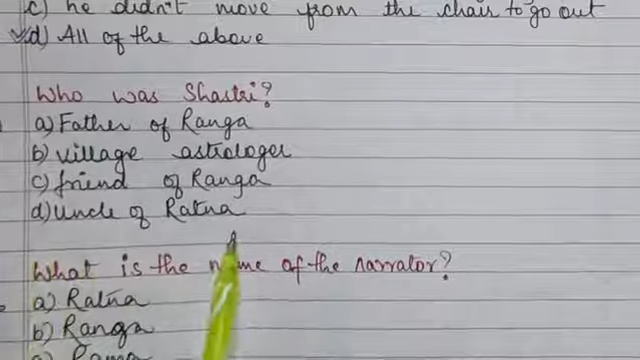 c) he didn't move from the chair to go out
d) All of the above
Who was Shastri?
a) Father of Ranga
b) village astrologer
c) friend of Ranga
d) Uncle of Ratna
What is the name of the narrator?
a) Ratna
b) Ranga